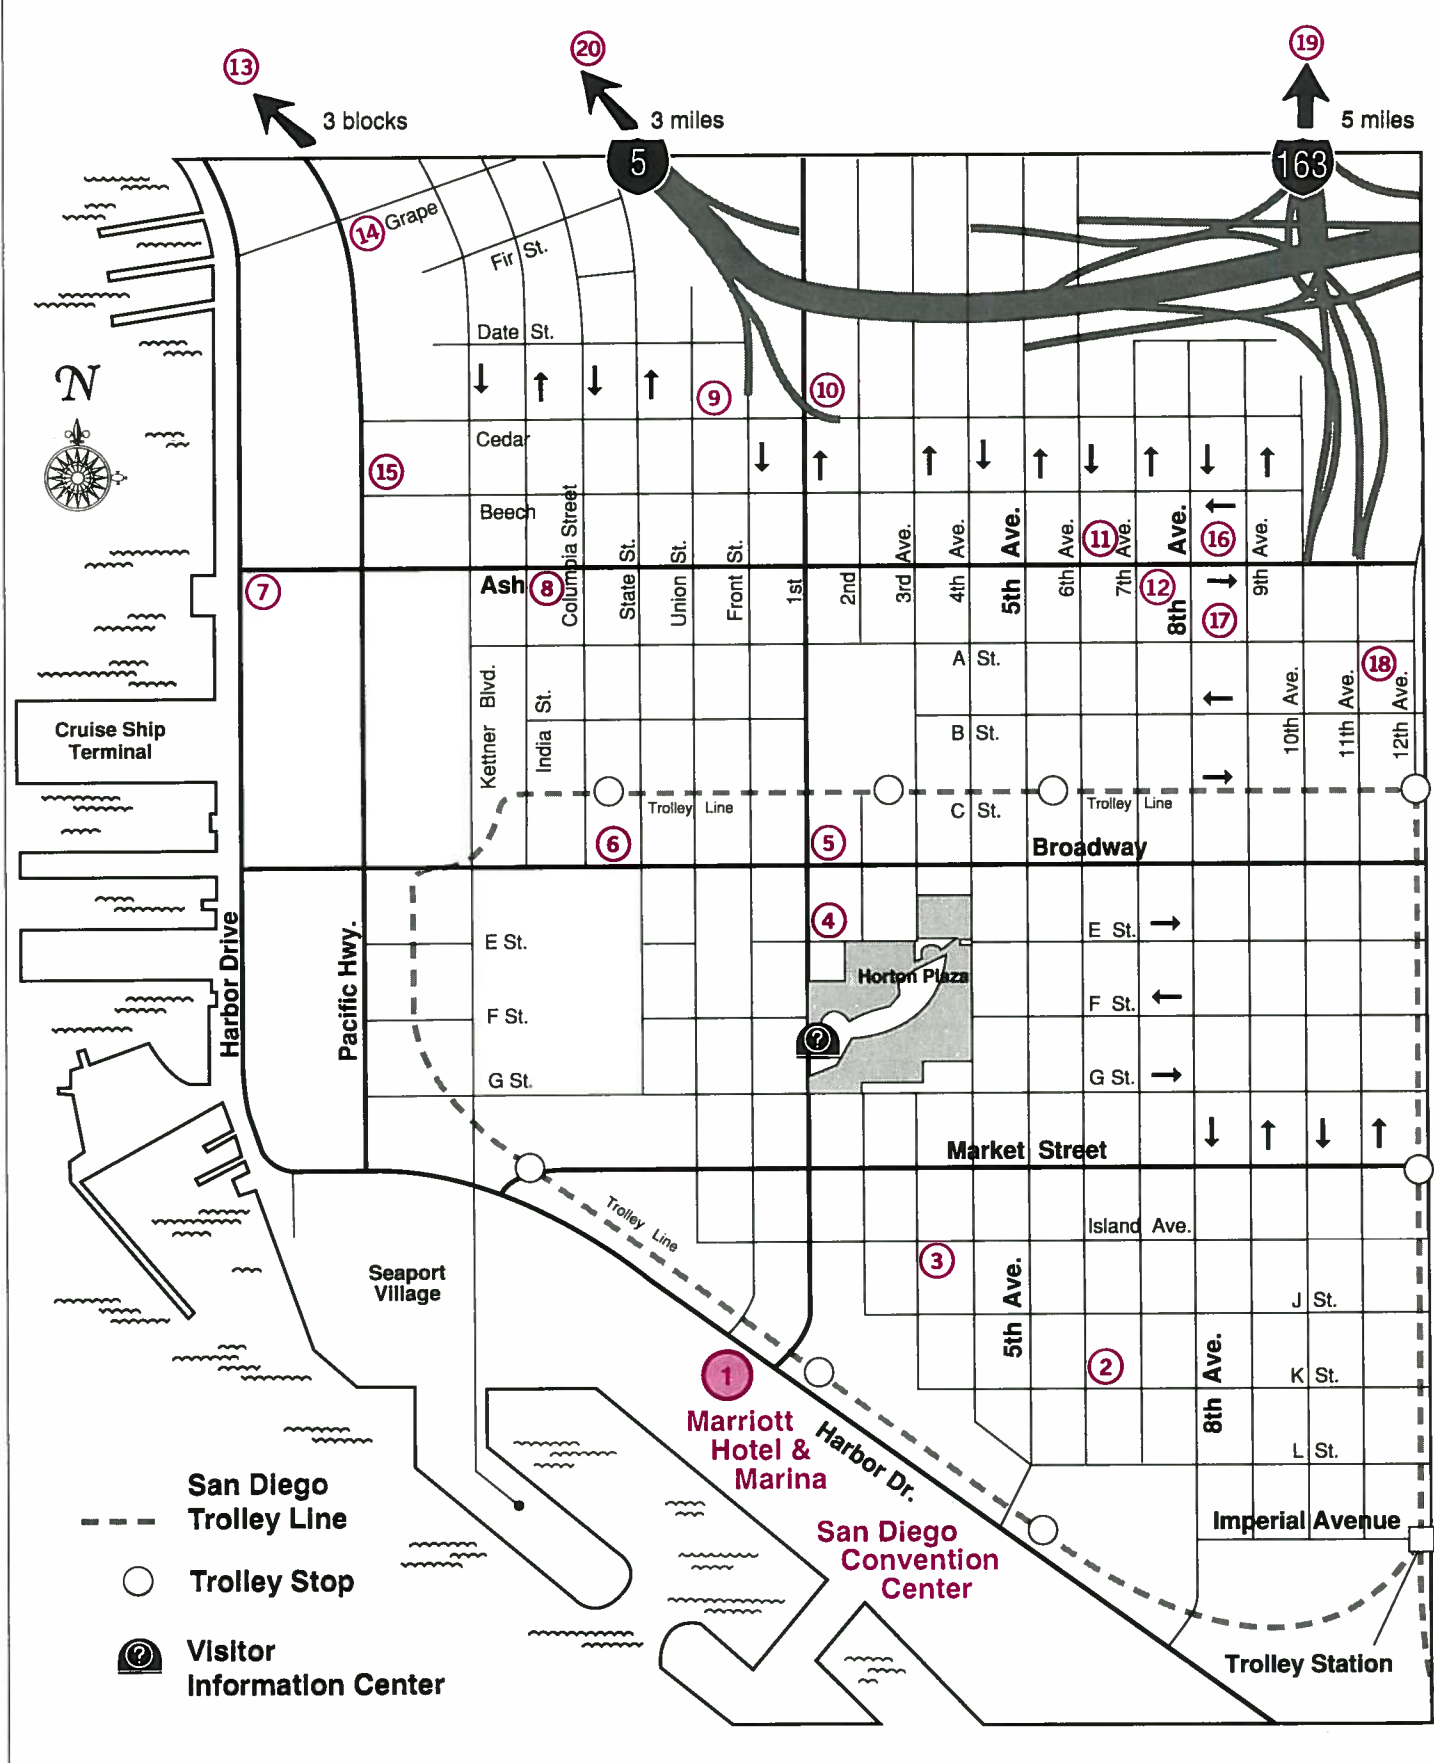 13
20
19
3 blocks
3 miles
5 miles
5
163
14
Grape
Fir St.
Date St.
N
9
10
Cedar
15
Beech
Columbia Street
State St.
Union St.
Front St.
1st
2nd
3rd Ave.
4th Ave.
5th Ave.
6th Ave.
11
7th Ave.
8th Ave.
16
9th Ave.
7
Ash
8
12
17
A St.
18
Kettner Blvd.
India St.
10th Ave.
11th Ave.
12th Ave.
Cruise Ship
Terminal
B St.
Trolley Line
C St.
Trolley Line
6
5
Broadway
4
Harbor Drive
Pacific Hwy.
E St.
E St.
Horton Plaza
F St.
F St.
?
G St.
G St.
Market Street
Trolley Line
Island Ave.
3
Seaport
Village
5th Ave.
J St.
1
2
8th Ave.
K St.
Marriott
Hotel &
Marina
Harbor Dr.
L St.
San Diego
Trolley Line
Imperial Avenue
San Diego
Convention
Center
Trolley Stop
?
Visitor
Information Center
Trolley Station